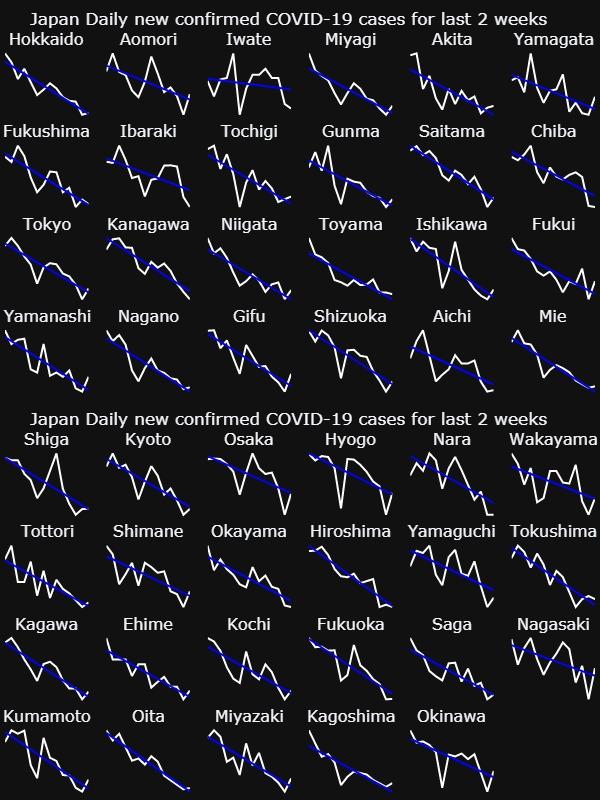 Japan Daily new confirmed COVID-19 cases for last 2 weeks
Hokkaido Aomori Iwate Miyagi Akita Yamagata
Fukushima Ibaraki Tochigi Gunma Saitama Chiba
Tokyo Kanagawa Niigata Toyama Ishikawa Fukui
Yamanashi Nagano Gifu Shizuoka Aichi Mie
Japan Daily new confirmed COVID-19 cases for last 2 weeks
Shiga Kyoto Osaka Hyogo Nara Wakayama
Tottori Shimane Okayama Hiroshima Yamaguchi Tokushima
Kagawa Ehime Kochi Fukuoka Saga Nagasaki
Kumamoto Oita Miyazaki Kagoshima Okinawa